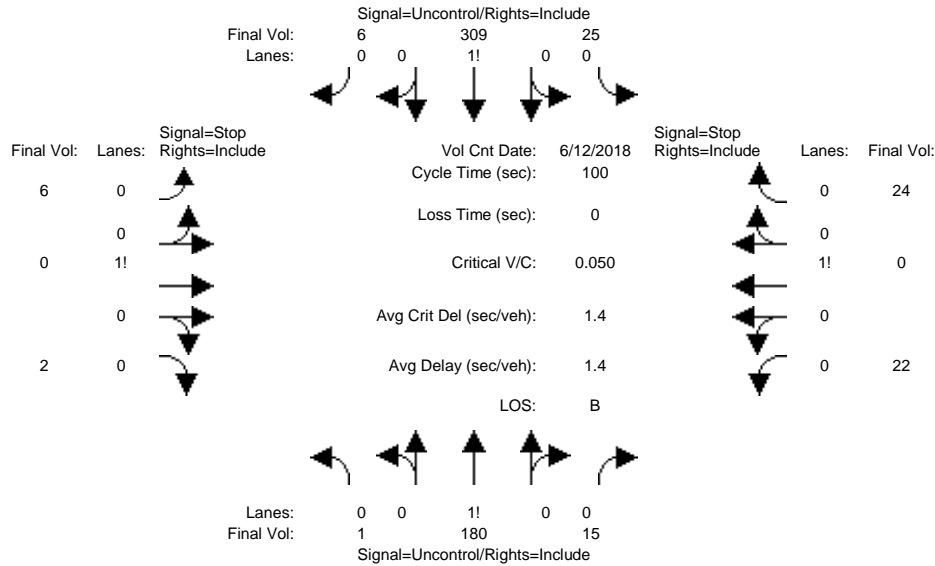 Signal=Uncontrol/Rights=Include
Final Vol: 6 309 25
Lanes: 0 0 1! 0 0
Signal=Stop Signal=Stop
Final Vol: Lanes: Rights=Include Vol Cnt Date: 6/12/2018 Rights=Include Lanes: Final Vol:
Cycle Time (sec): 100
6 0 0 24
Loss Time (sec): 0
0 0
0 1! Critical V/C: 0.050 1! 0
0 Avg Crit Del (sec/veh): 1.4 0
2 0 Avg Delay (sec/veh): 1.4 0 22
LOS: B
Lanes: 0 0 1! 0 0
Final Vol: 1 180 15
Signal=Uncontrol/Rights=Include